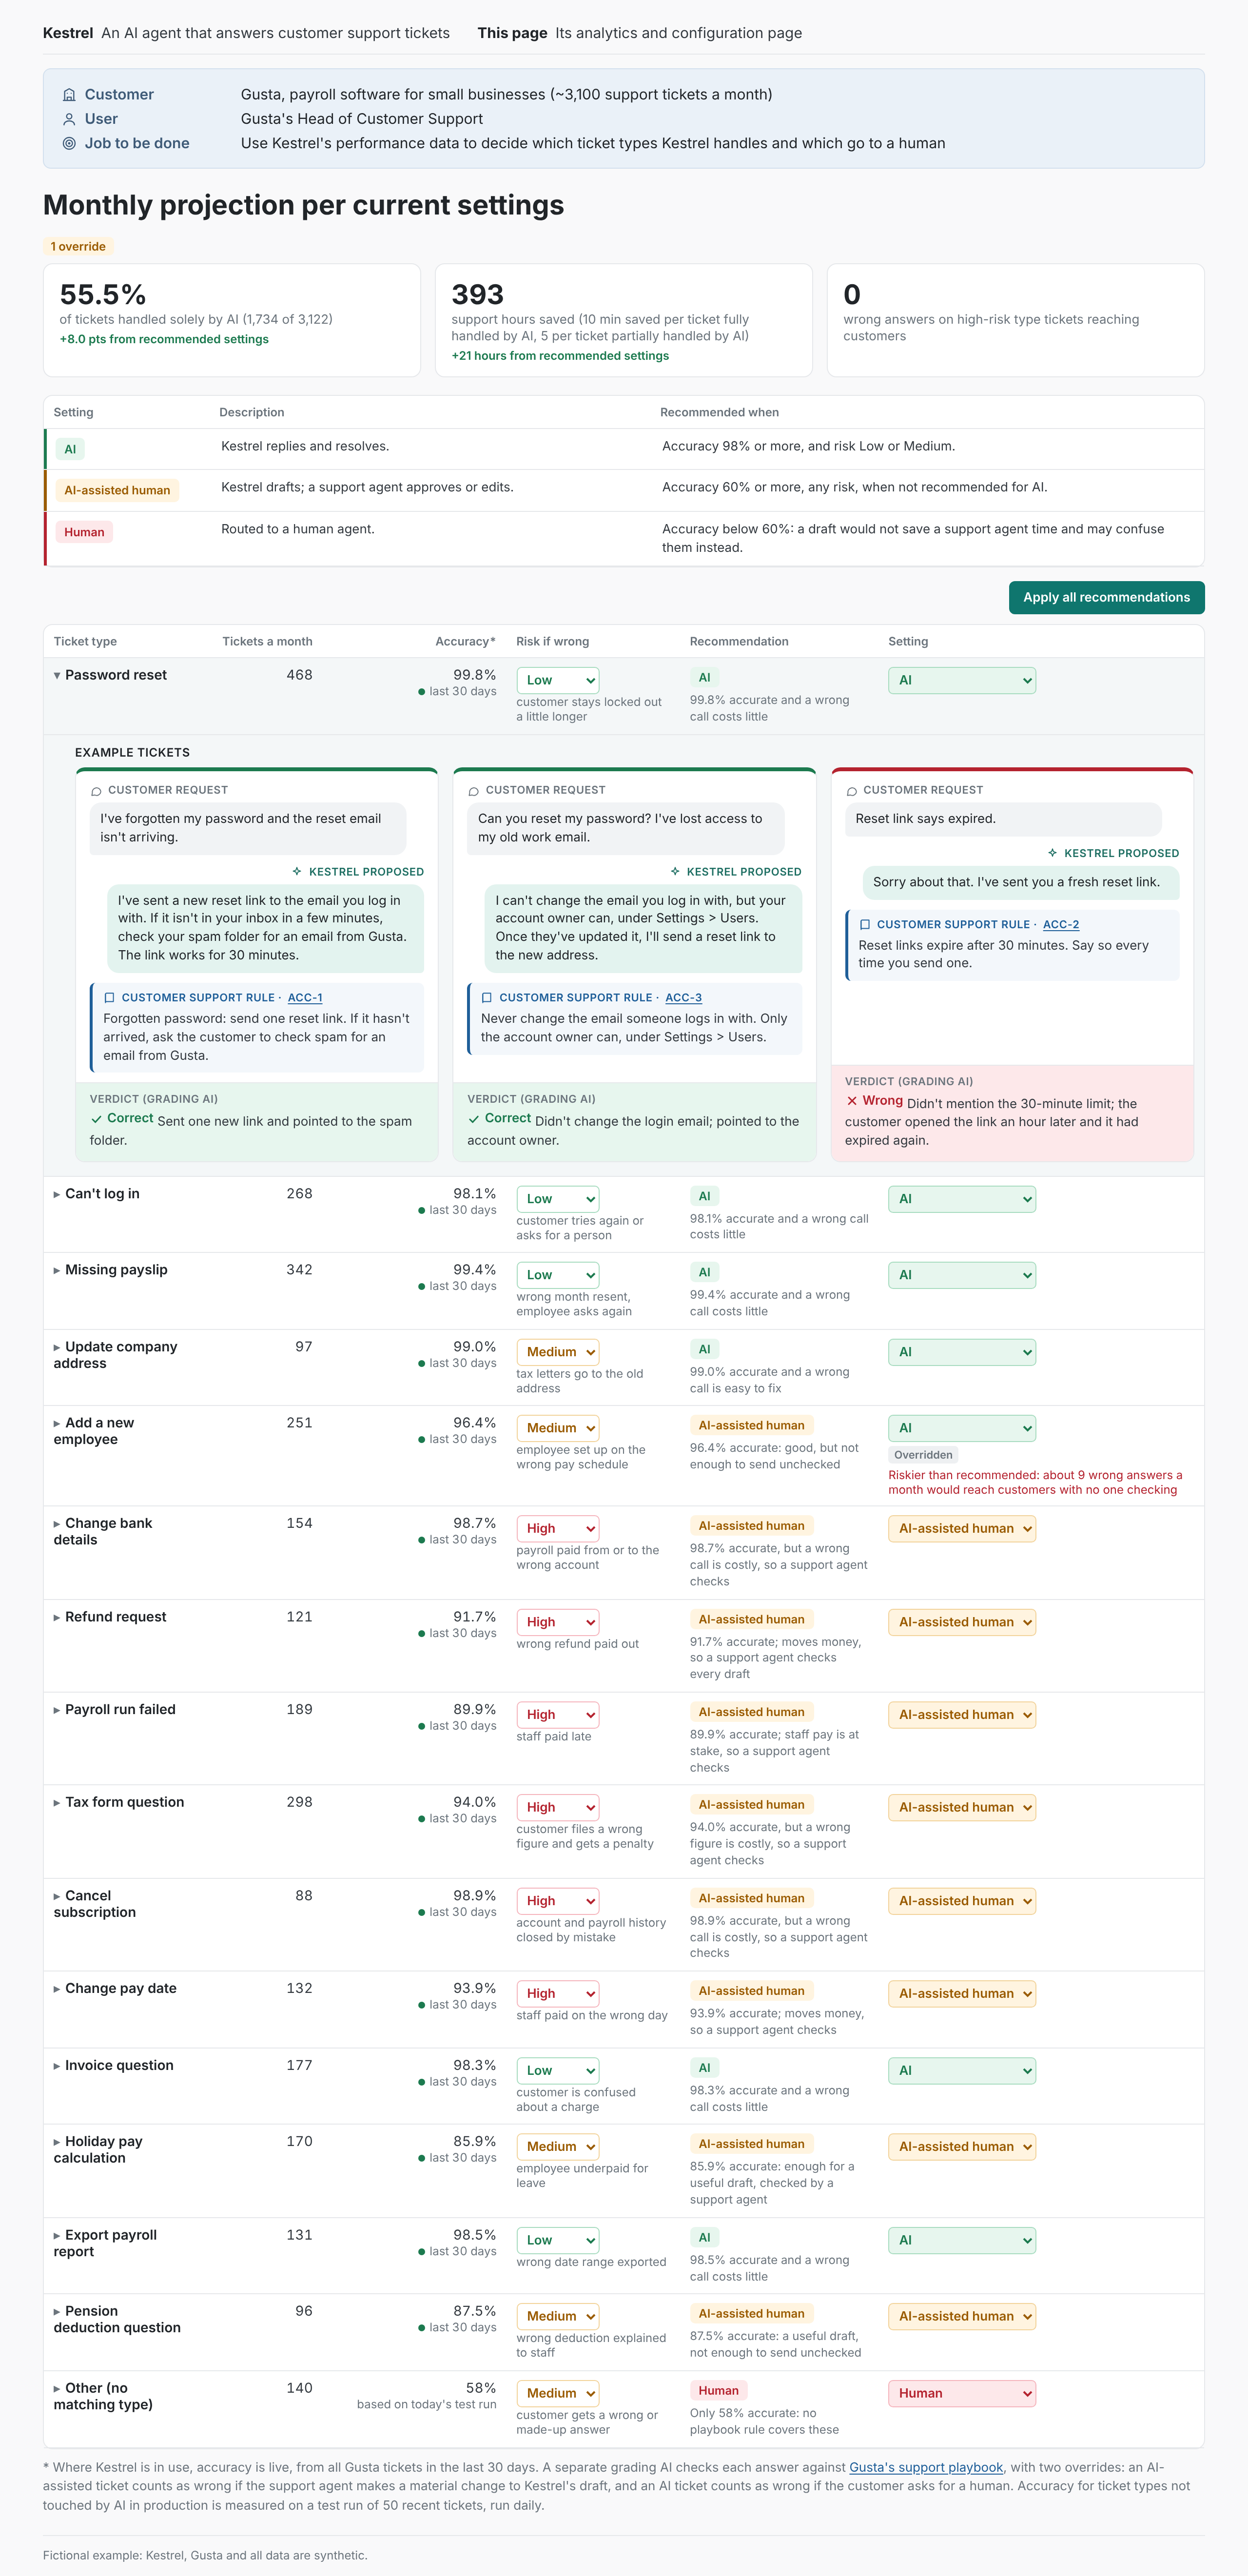 Kestrel An AI agent that answers customer support tickets This page Its analytics and configuration page
Customer Gusta, payroll software for small businesses (~3,100 support tickets a month)
User Gusta's Head of Customer Support
Job to be done Use Kestrel's performance data to decide which ticket types Kestrel handles and which go to a human
Monthly projection per current settings
1 override
55.5%
of tickets handled solely by AI (1,734 of 3,122)
+8.0 pts from recommended settings
393
support hours saved (10 min saved per ticket fully
handled by AI, 5 per ticket partially handled by AI)
+21 hours from recommended settings
0
wrong answers on high-risk type tickets reaching
customers
Setting Description Recommended when
AI Kestrel replies and resolves. Accuracy 98% or more, and risk Low or Medium.
AI-assisted human Kestrel drafts; a support agent approves or edits. Accuracy 60% or more, any risk, when not recommended for AI.
Human Routed to a human agent. Accuracy below 60%: a draft would not save a support agent time and may confuse
them instead.
Apply all recommendations
Ticket type Tickets a month Accuracy* Risk if wrong Recommendation Setting
▾ Password reset 468 99.8% Low AI AI
● last 30 days
customer stays locked out
a little longer
99.8% accurate and a wrong
call costs little
EXAMPLE TICKETS
CUSTOMER REQUEST
I've forgotten my password and the reset email
isn't arriving.
KESTREL PROPOSED
I've sent a new reset link to the email you log in
with. If it isn't in your inbox in a few minutes,
check your spam folder for an email from Gusta.
The link works for 30 minutes.
CUSTOMER SUPPORT RULE · ACC-1
Forgotten password: send one reset link. If it hasn't
arrived, ask the customer to check spam for an
email from Gusta.
VERDICT (GRADING AI)
✓ Correct Sent one new link and pointed to the spam
folder.
CUSTOMER REQUEST
Can you reset my password? I've lost access to
my old work email.
KESTREL PROPOSED
I can't change the email you log in with, but your
account owner can, under Settings > Users.
Once they've updated it, I'll send a reset link to
the new address.
CUSTOMER SUPPORT RULE · ACC-3
Never change the email someone logs in with. Only
the account owner can, under Settings > Users.
VERDICT (GRADING AI)
✓ Correct Didn't change the login email; pointed to the
account owner.
CUSTOMER REQUEST
Reset link says expired.
KESTREL PROPOSED
Sorry about that. I've sent you a fresh reset link.
CUSTOMER SUPPORT RULE · ACC-2
Reset links expire after 30 minutes. Say so every
time you send one.
VERDICT (GRADING AI)
✕ Wrong Didn't mention the 30-minute limit; the
customer opened the link an hour later and it had
expired again.
▸ Can't log in 268 98.1% Low AI AI
● last 30 days
customer tries again or
asks for a person
98.1% accurate and a wrong call
costs little
▸ Missing payslip 342 99.4% Low AI AI
● last 30 days
wrong month resent,
employee asks again
99.4% accurate and a wrong
call costs little
▸ Update company
address
97 99.0% Medium AI AI
● last 30 days
tax letters go to the old
address
99.0% accurate and a wrong
call is easy to fix
▸ Add a new
employee
251 96.4% Medium AI-assisted human AI
● last 30 days
employee set up on the
wrong pay schedule
96.4% accurate: good, but not
enough to send unchecked
Overridden
Riskier than recommended: about 9 wrong answers a
month would reach customers with no one checking
▸ Change bank
details
154 98.7% High AI-assisted human AI-assisted human
● last 30 days
payroll paid from or to the
wrong account
98.7% accurate, but a wrong
call is costly, so a support agent
checks
▸ Refund request 121 91.7% High AI-assisted human AI-assisted human
● last 30 days
wrong refund paid out
91.7% accurate; moves money,
so a support agent checks
every draft
▸ Payroll run failed 189 89.9% High AI-assisted human AI-assisted human
● last 30 days
staff paid late
89.9% accurate; staff pay is at
stake, so a support agent
checks
▸ Tax form question 298 94.0% High AI-assisted human AI-assisted human
● last 30 days
customer files a wrong
figure and gets a penalty
94.0% accurate, but a wrong
figure is costly, so a support
agent checks
▸ Cancel
subscription
88 98.9% High AI-assisted human AI-assisted human
● last 30 days
account and payroll history
closed by mistake
98.9% accurate, but a wrong
call is costly, so a support agent
checks
▸ Change pay date 132 93.9% High AI-assisted human AI-assisted human
● last 30 days
staff paid on the wrong day
93.9% accurate; moves money,
so a support agent checks
▸ Invoice question 177 98.3% Low AI AI
● last 30 days
customer is confused
about a charge
98.3% accurate and a wrong
call costs little
▸ Holiday pay
calculation
170 85.9% Medium AI-assisted human AI-assisted human
● last 30 days
employee underpaid for
leave
85.9% accurate: enough for a
useful draft, checked by a
support agent
▸ Export payroll
report
131 98.5% Low AI AI
● last 30 days
wrong date range exported
98.5% accurate and a wrong
call costs little
▸ Pension
deduction question
96 87.5% Medium AI-assisted human AI-assisted human
● last 30 days
wrong deduction explained
to staff
87.5% accurate: a useful draft,
not enough to send unchecked
▸ Other (no
matching type)
140 58% Medium Human Human
based on today's test run
customer gets a wrong or
made-up answer
Only 58% accurate: no
playbook rule covers these
* Where Kestrel is in use, accuracy is live, from all Gusta tickets in the last 30 days. A separate grading AI checks each answer against Gusta's support playbook, with two overrides: an AI-
assisted ticket counts as wrong if the support agent makes a material change to Kestrel's draft, and an AI ticket counts as wrong if the customer asks for a human. Accuracy for ticket types not
touched by AI in production is measured on a test run of 50 recent tickets, run daily.
Fictional example: Kestrel, Gusta and all data are synthetic.